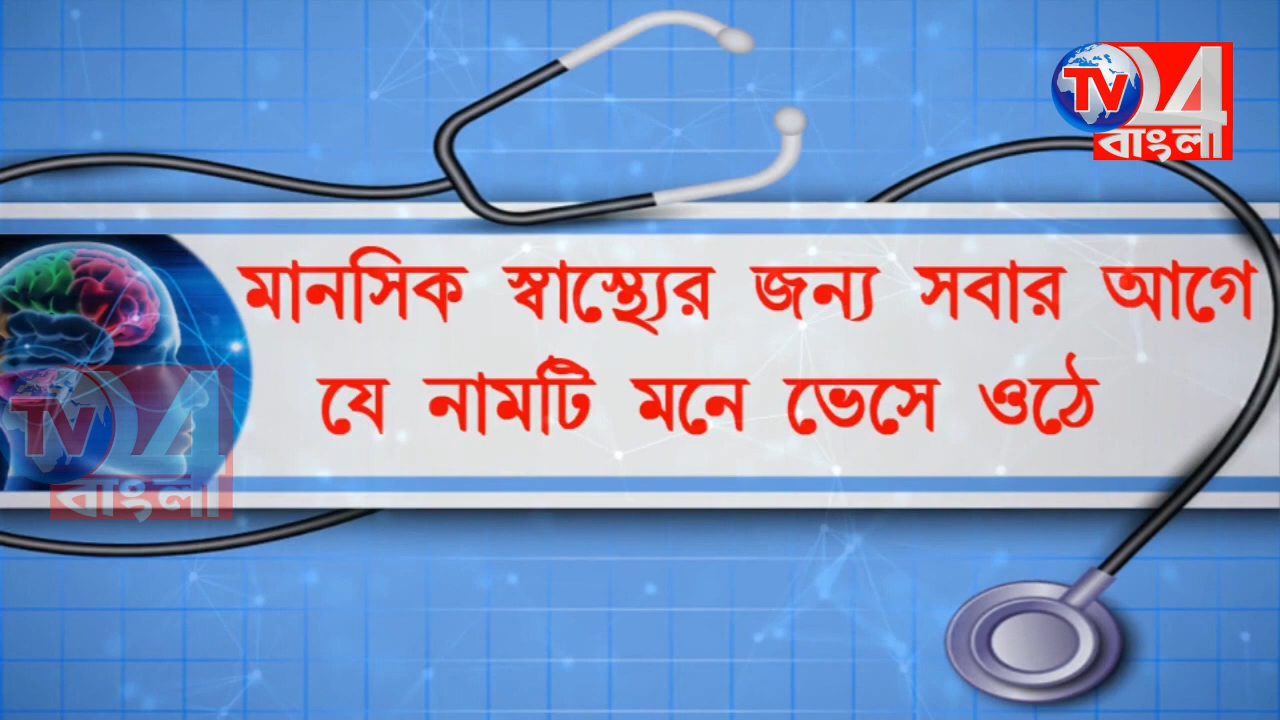 TV 24
বাংলা
মানসিক স্বাস্থ্যের জন্য সবার আগে
যে নামটি মনে ভেসে ওঠে
TV 24
বাংলা